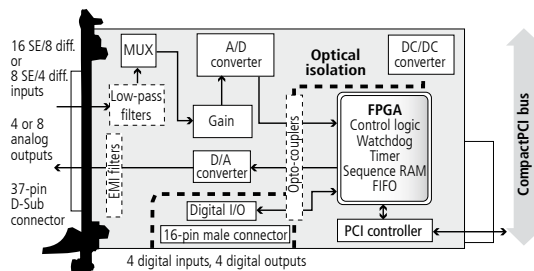 16 SE/8 diff.
or
8 SE/4 diff.
inputs
4 or 8
analog
outputs
37-pin
D-Sub
connector
MUX
Low-pass
filters
A/D
converter
Gain
Optical
isolation
DC/DC
converter
FPGA
Control logic
Watchdog
Timer
Sequence RAM
FIFO
Opto-couplers
EMI filters
D/A
converter
Digital I/O
16-pin male connector
PCI controller
4 digital inputs, 4 digital outputs
CompactPCI bus